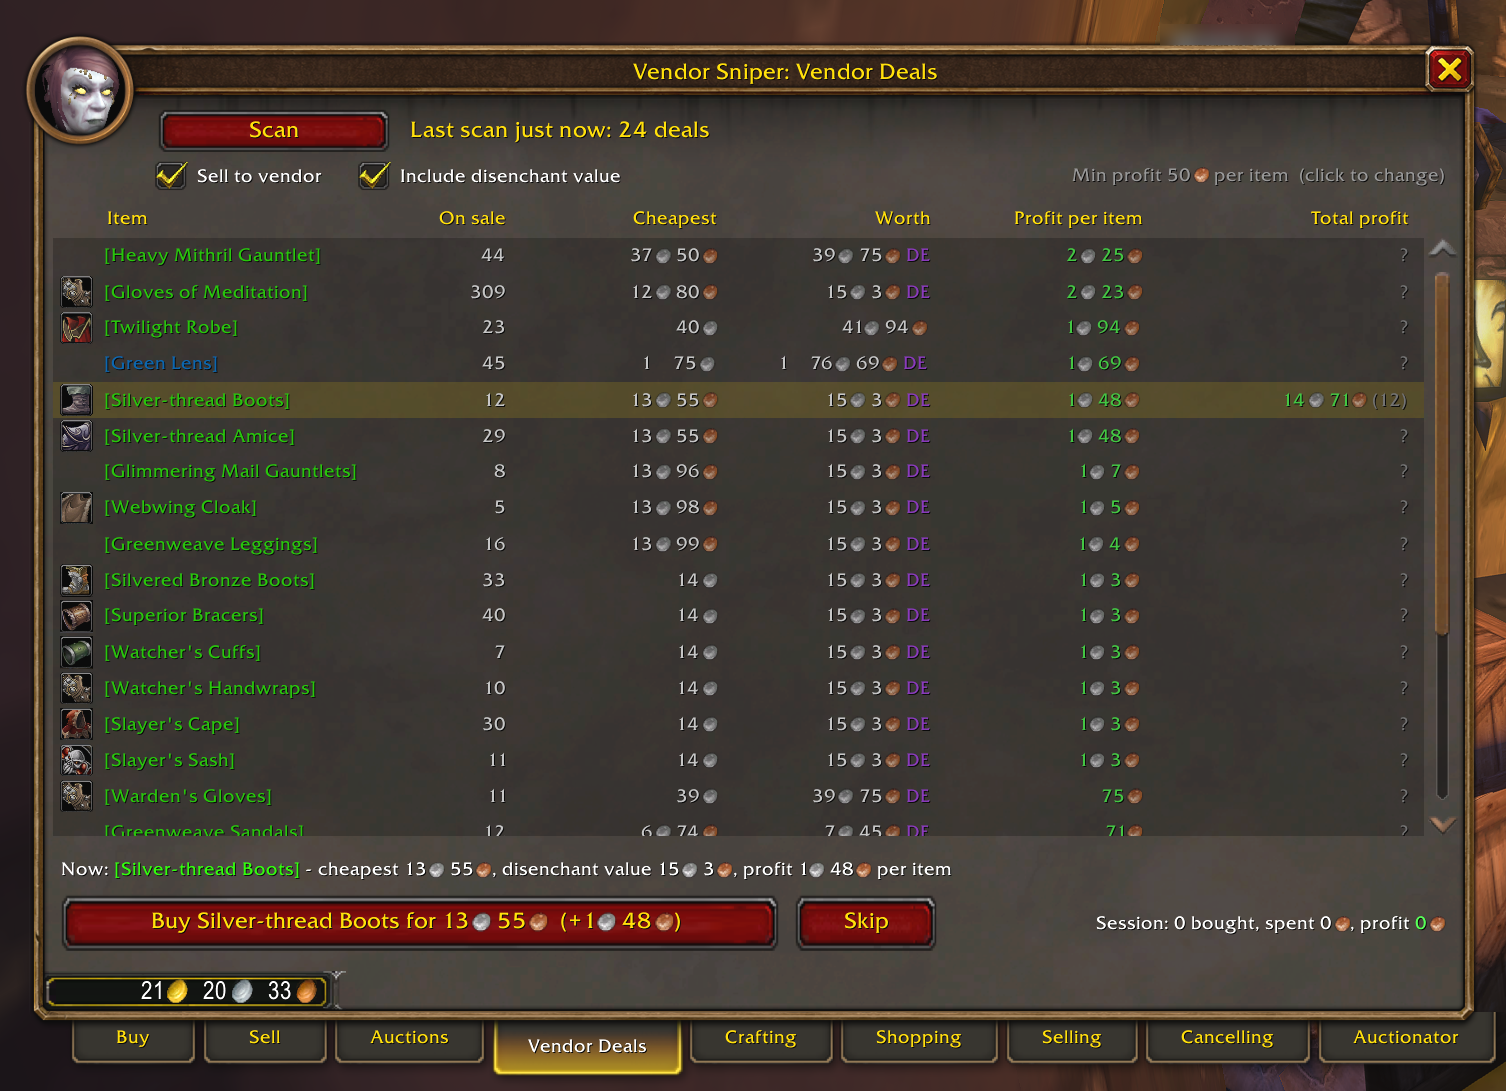 Vendor Sniper: Vendor Deals
Scan Last scan just now: 24 deals
Sell to vendor Include disenchant value Min profit 50 per item (click to change)
Item On sale Cheapest Worth Profit per item Total profit
[Heavy Mithril Gauntlet] 44 37 50 39 75 DE 2 25 ?
[Gloves of Meditation] 309 12 80 15 3 DE 2 23 ?
[Twilight Robe] 23 40 41 94 1 94 ?
[Green Lens] 45 1 75 1 76 69 DE 1 69 ?
[Silver-thread Boots] 12 13 55 15 3 DE 1 48 14 71 (12)
[Silver-thread Amice] 29 13 55 15 3 DE 1 48 ?
[Glimmering Mail Gauntlets] 8 13 96 15 3 DE 1 7 ?
[Webwing Cloak] 5 13 98 15 3 DE 1 5 ?
[Greenweave Leggings] 16 13 99 15 3 DE 1 4 ?
[Silvered Bronze Boots] 33 14 15 3 DE 1 3 ?
[Superior Bracers] 40 14 15 3 DE 1 3 ?
[Watcher's Cuffs] 7 14 15 3 DE 1 3 ?
[Watcher's Handwraps] 10 14 15 3 DE 1 3 ?
[Slayer's Cape] 30 14 15 3 DE 1 3 ?
[Slayer's Sash] 11 14 15 3 DE 1 3 ?
[Warden's Gloves] 11 39 39 75 DE 75 ?
[Greenweave Sandals] 12 6 74 7 45 DE 71 ?
Now: [Silver-thread Boots] - cheapest 13 55, disenchant value 15 3, profit 1 48 per item
Buy Silver-thread Boots for 13 55 (+1 48) Skip Session: 0 bought, spent 0, profit 0
21 20 33
Buy Sell Auctions Vendor Deals Crafting Shopping Selling Cancelling Auctionator